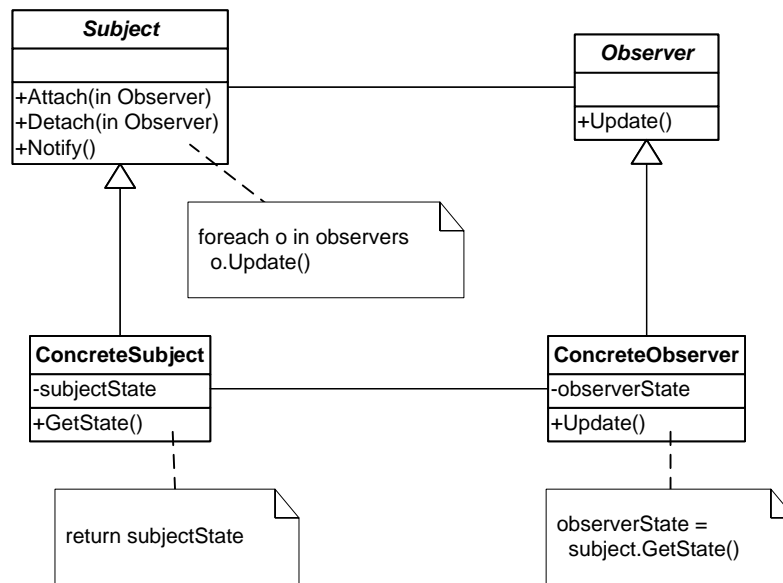 Subject
+Attach(in Observer)
+Detach(in Observer)
+Notify()
Observer
+Update()
foreach o in observers
o.Update()
ConcreteSubject
-subjectState
+GetState()
ConcreteObserver
-observerState
+Update()
return subjectState
observerState =
subject.GetState()